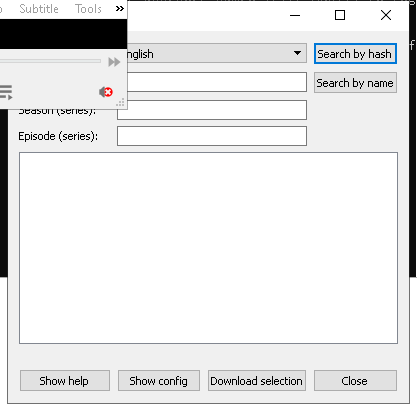 Subtitle Tools »
nglish
Search by hash
Search by name
Season (series):
Episode (series):
Show help
Show config
Download selection
Close